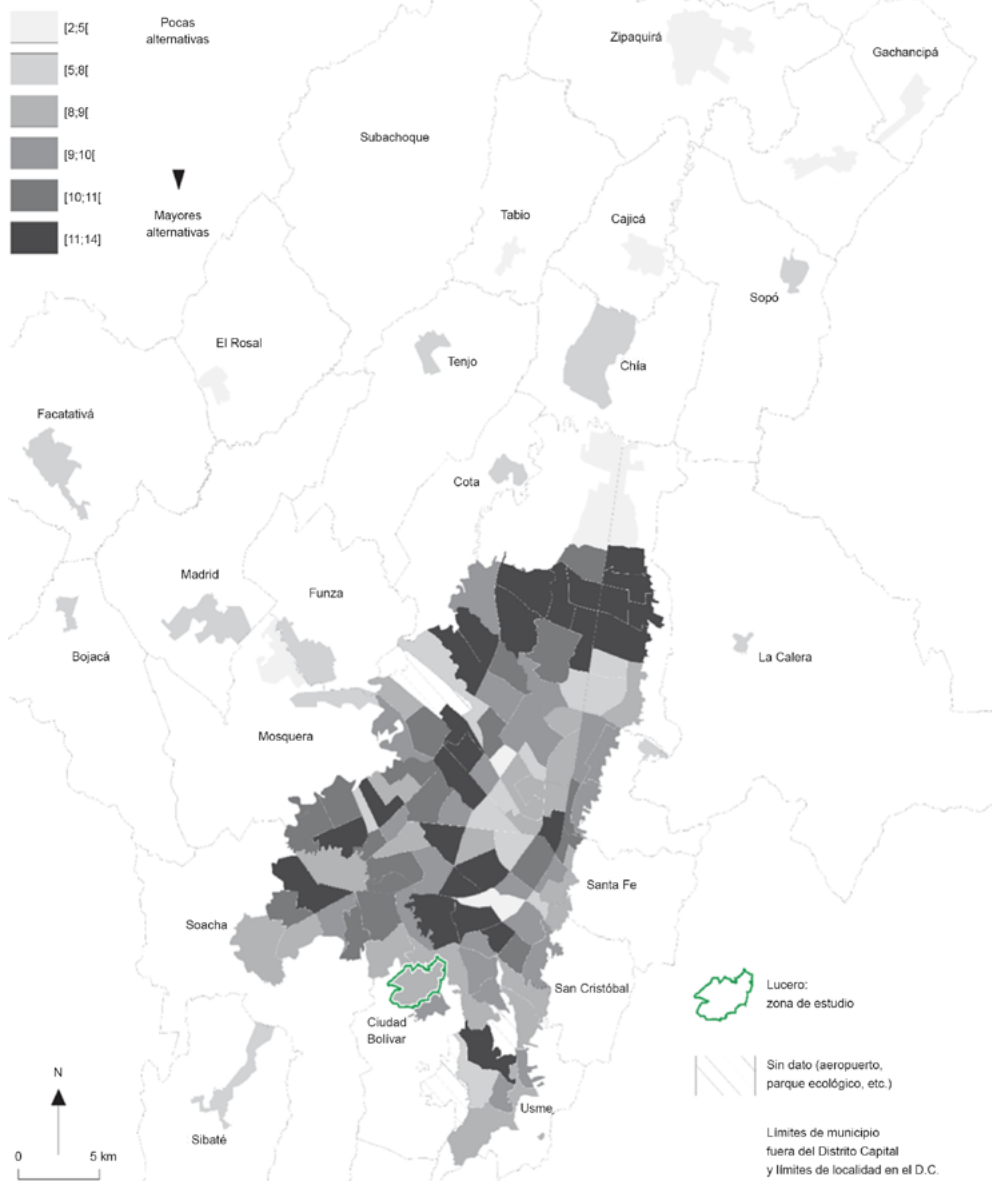 [2;5[
Pocas
alternativas
[5;8[
[8;9[
[9;10[
[10;11[
[11;14]
Mayores
alternativas
Zipaquirá
Gachancipá
Subachoque
Tabio
Cajicá
Sopó
El Rosal
Tenjo
Chíla
Facatativá
Cota
Madrid
Funza
Bojacá
La Calera
Mosquera
Santa Fe
Soacha
San Cristóbal
Ciudad
Bolívar
Usme
Sibaté
N
0
5 km
Lucero:
zona de estudio
Sin dato (aeropuerto,
parque ecológico, etc.)
Límites de municipio
fuera del Distrito Capital
y límites de localidad en el D.C.